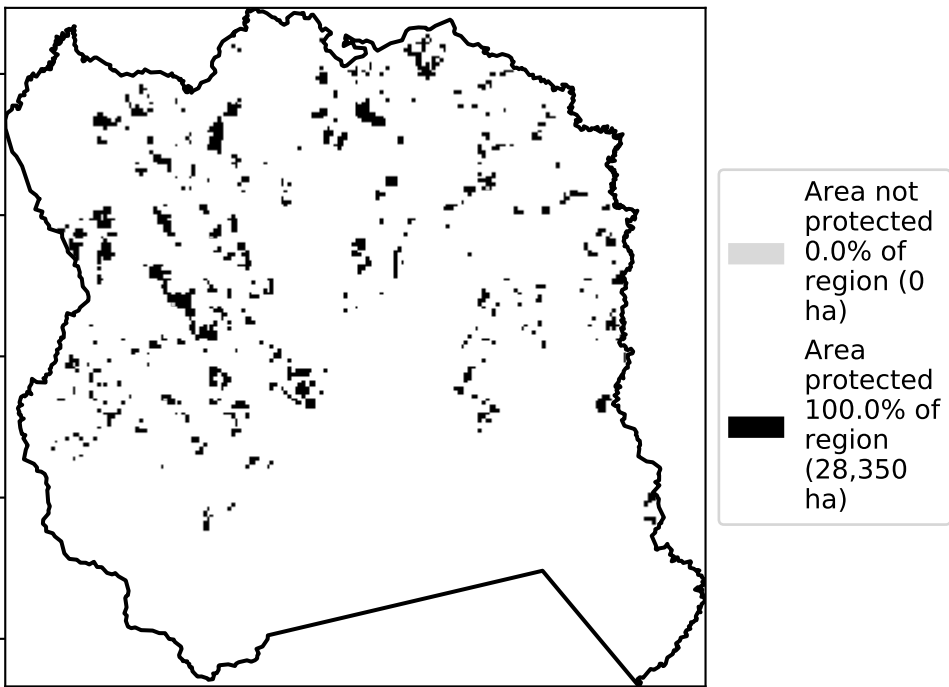 Area not
protected
0.0% of
region (0
ha)
Area
protected
100.0% of
region
(28,350
ha)